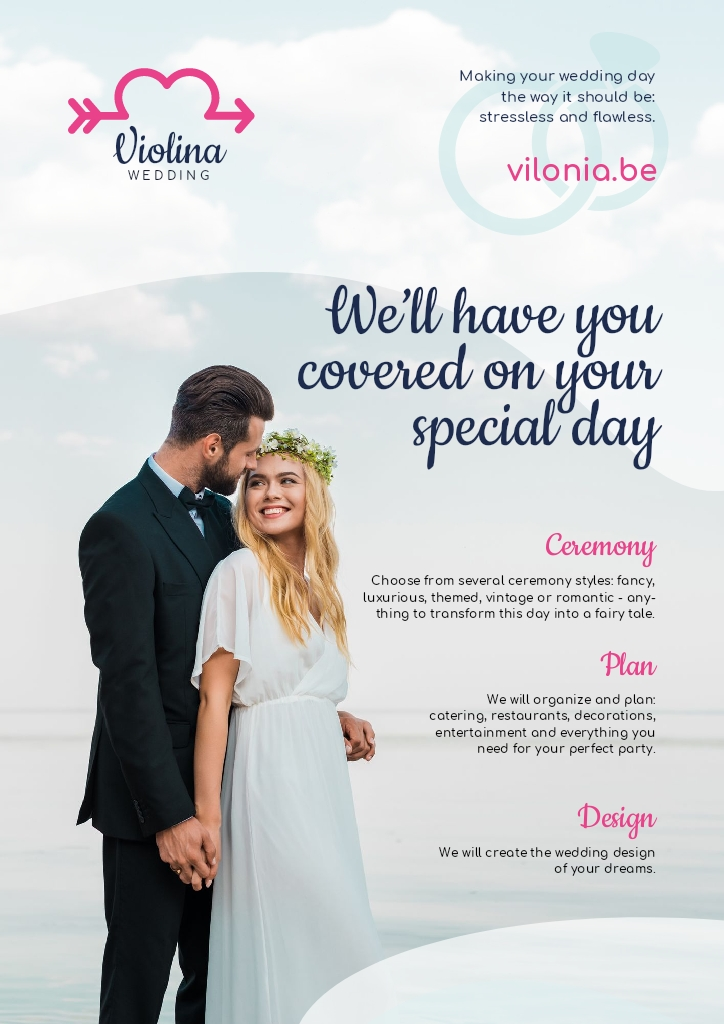 Violina
WEDDING
Making your wedding day
the way it should be:
stressless and flawless.
vilonia.be
We'll have you
covered on your
special day
Ceremony
Choose from several ceremony styles: fancy,
luxurious, themed, vintage or romantic - any-
thing to transform this day into a fairy tale.
Plan
We will organize and plan:
catering, restaurants, decorations,
entertainment and everything you
need for your perfect party.
Design
We will create the wedding design
of your dreams.